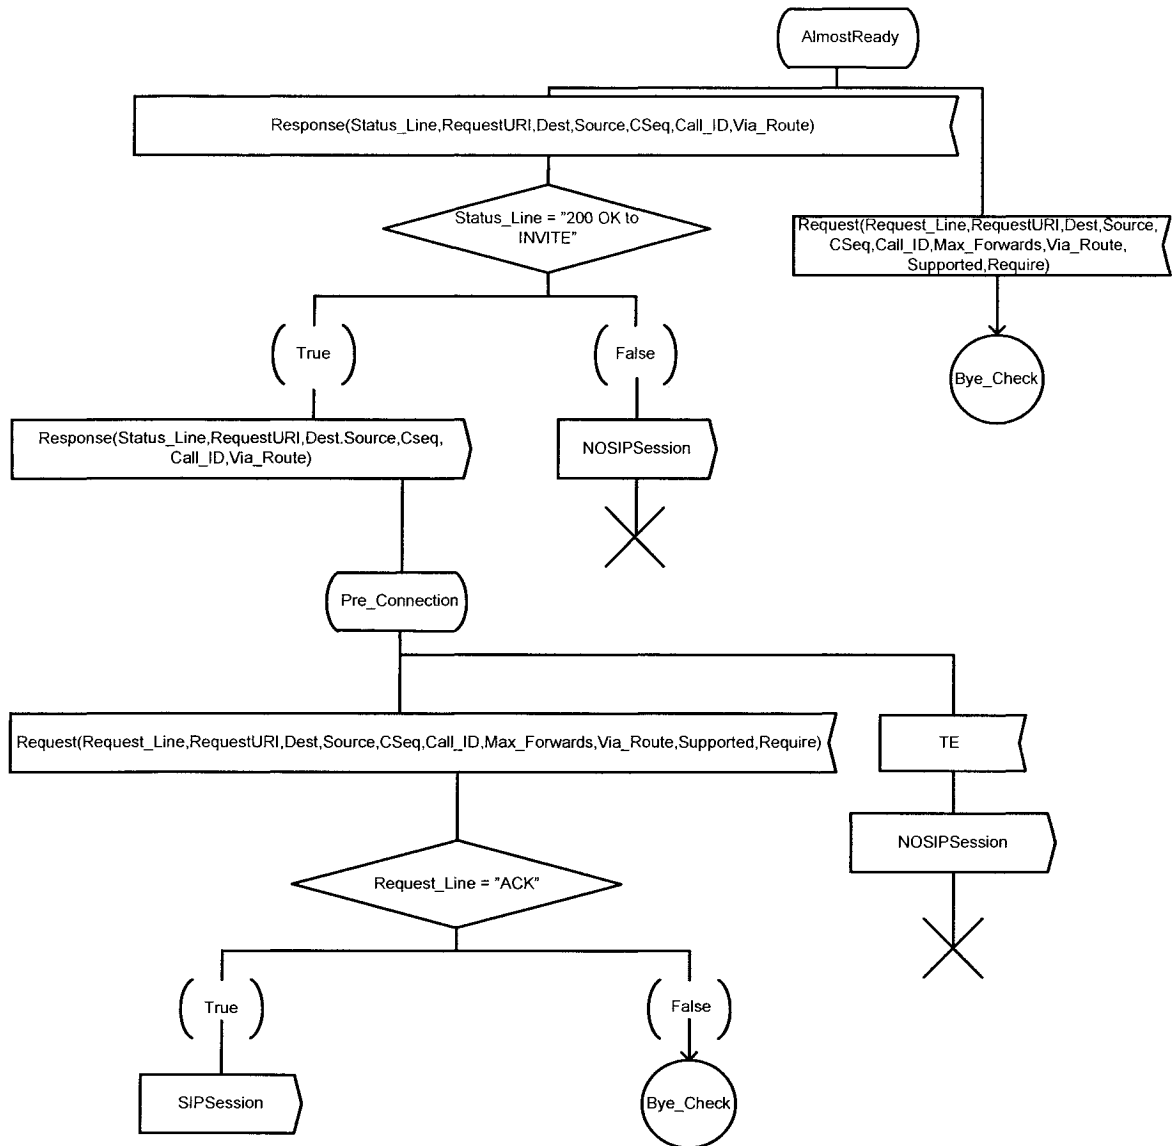 AlmostReady
Response(Status_Line,RequestURI,Dest,Source,CSeq,Call_ID,Via_Route)
Status_Line = "200 OK to
INVITE"
Request(Request_Line,RequestURI,Dest,Source,
CSeq,Call_ID,Max_Forwards,Via_Route,
Supported,Require)
True
False
Bye_Check
Response(Status_Line,RequestURI,Dest.Source,Cseq,
Call_ID,Via_Route)
NOSIPSession
Pre_Connection
Request(Request_Line,RequestURI,Dest,Source,CSeq,Call_ID,Max_Forwards,Via_Route,Supported,Require)
TE
NOSIPSession
Request_Line = "ACK"
True
False
SIPSession
Bye_Check